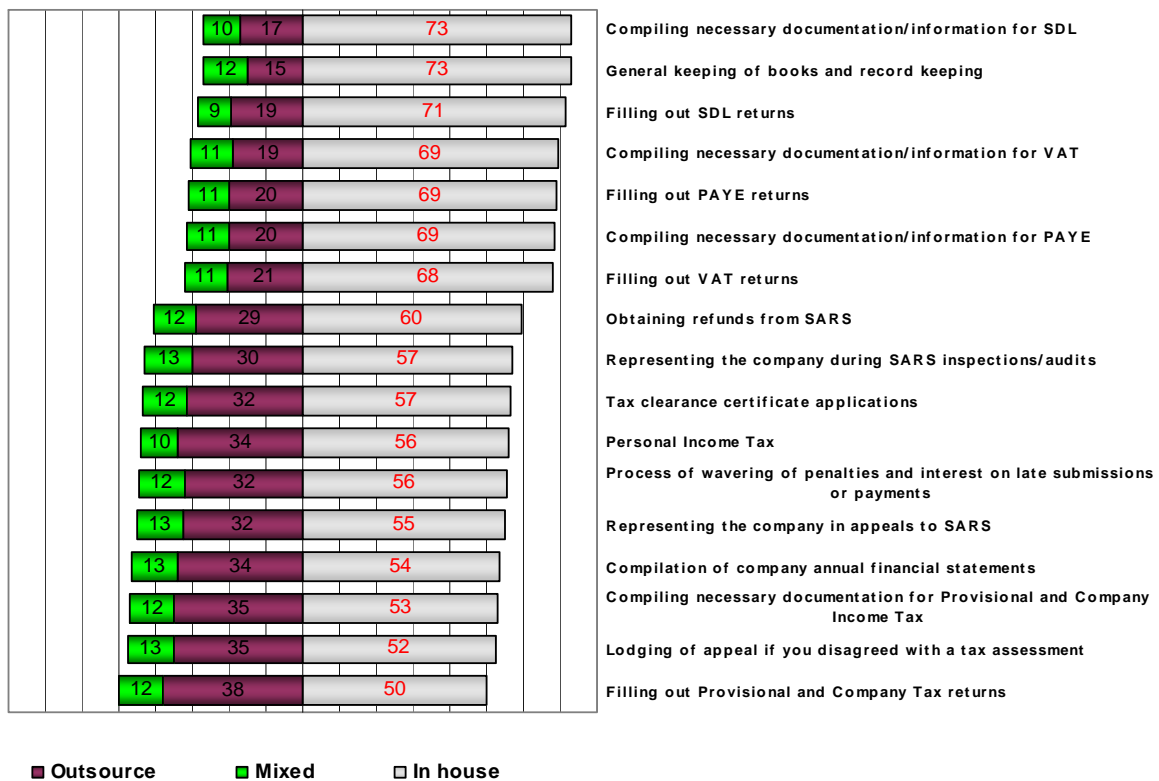 10 17 73 Compiling necessary documentation/information for SDL
12 15 73 General keeping of books and record keeping
9 19 71 Filling out SDL returns
11 19 69 Compiling necessary documentation/information for VAT
11 20 69 Filling out PAYE returns
11 20 69 Compiling necessary documentation/information for PAYE
11 21 68 Filling out VAT returns
12 29 60 Obtaining refunds from SARS
13 30 57 Representing the company during SARS inspections/audits
12 32 57 Tax clearance certificate applications
10 34 56 Personal Income Tax
12 32 56 Process of wavering of penalties and interest on late submissions
or payments
13 32 55 Representing the company in appeals to SARS
13 34 54 Compilation of company annual financial statements
12 35 53 Compiling necessary documentation for Provisional and Company
Income Tax
13 35 52 Lodging of appeal if you disagreed with a tax assessment
12 38 50 Filling out Provisional and Company Tax returns
Outsource Mixed In house